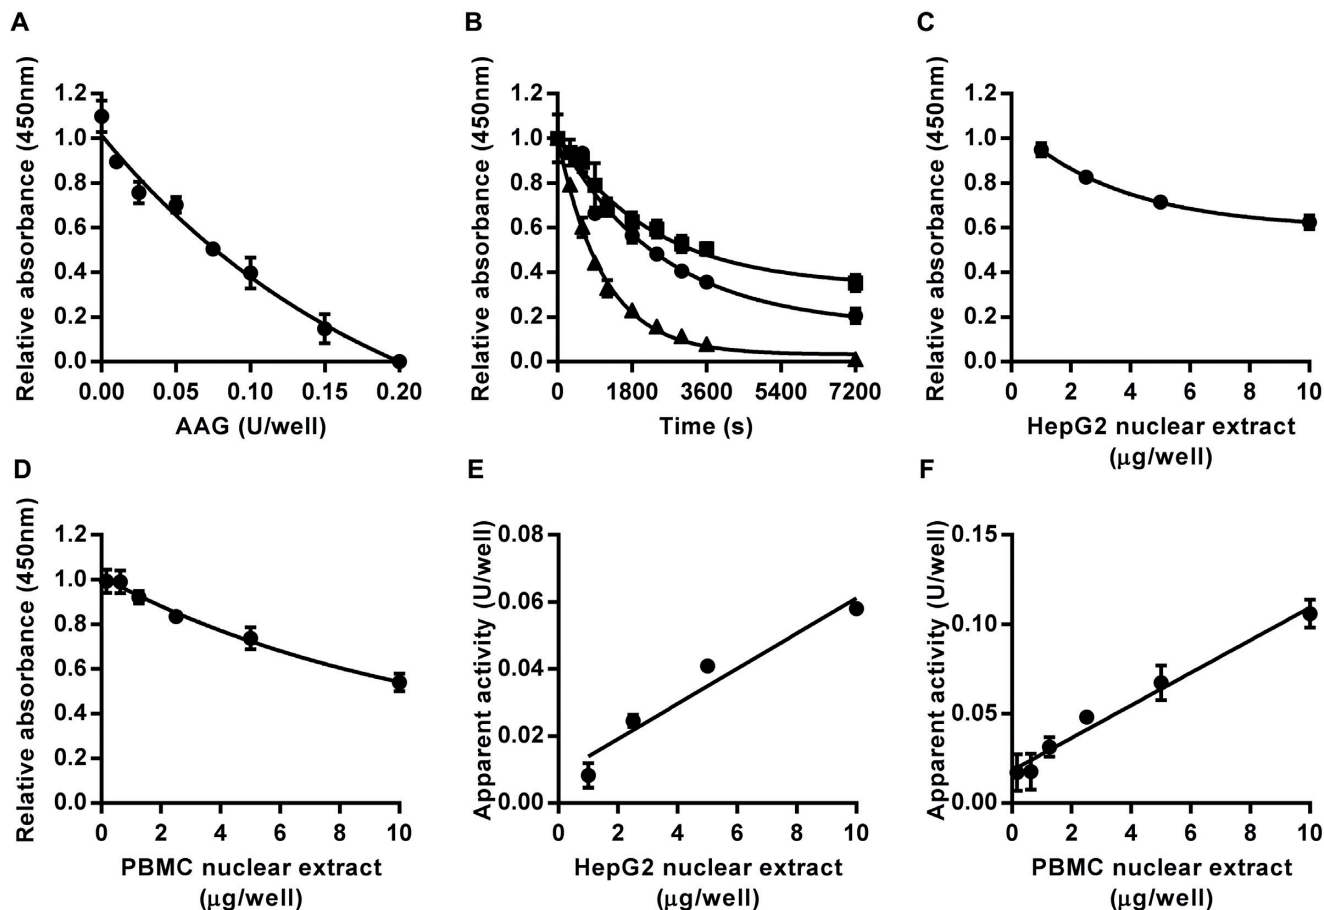 A
B
C
Relative absorbance (450nm)
1.2
1.0
0.8
0.6
0.4
0.2
0.0
0.00 0.05 0.10 0.15 0.20
AAG (U/well)
Relative absorbance (450nm)
1.2
1.0
0.8
0.6
0.4
0.2
0.0
0 1800 3600 5400 7200
Time (s)
Relative absorbance (450nm)
1.2
1.0
0.8
0.6
0.4
0.2
0.0
0 2 4 6 8 10
HepG2 nuclear extract
(μg/well)
D
E
F
Relative absorbance (450nm)
1.2
1.0
0.8
0.6
0.4
0.2
0.0
0 2 4 6 8 10
PBMC nuclear extract
(μg/well)
Apparent activity (U/well)
0.08
0.06
0.04
0.02
0.00
0 2 4 6 8 10
HepG2 nuclear extract
(μg/well)
Apparent activity (U/well)
0.15
0.10
0.05
0.00
0 2 4 6 8 10
PBMC nuclear extract
(μg/well)